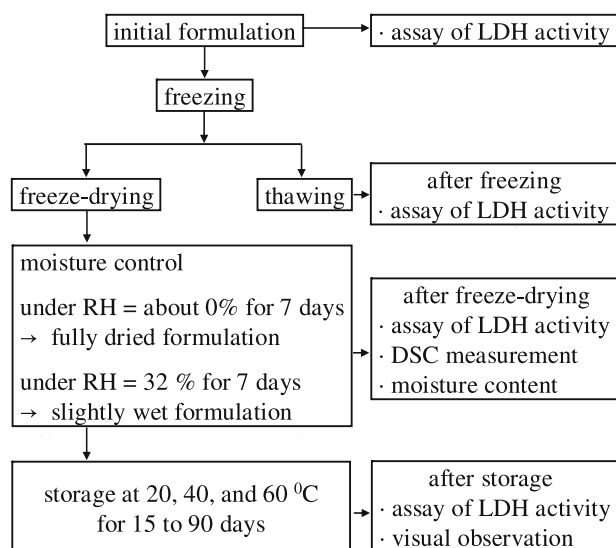 initial formulation
· assay of LDH activity
freezing
freeze-drying
thawing
after freezing
· assay of LDH activity
moisture control
under RH = about 0% for 7 days
→ fully dried formulation
under RH = 32 % for 7 days
→ slightly wet formulation
after freeze-drying
· assay of LDH activity
· DSC measurement
· moisture content
storage at 20, 40, and 60 ⁰C
for 15 to 90 days
after storage
· assay of LDH activity
· visual observation